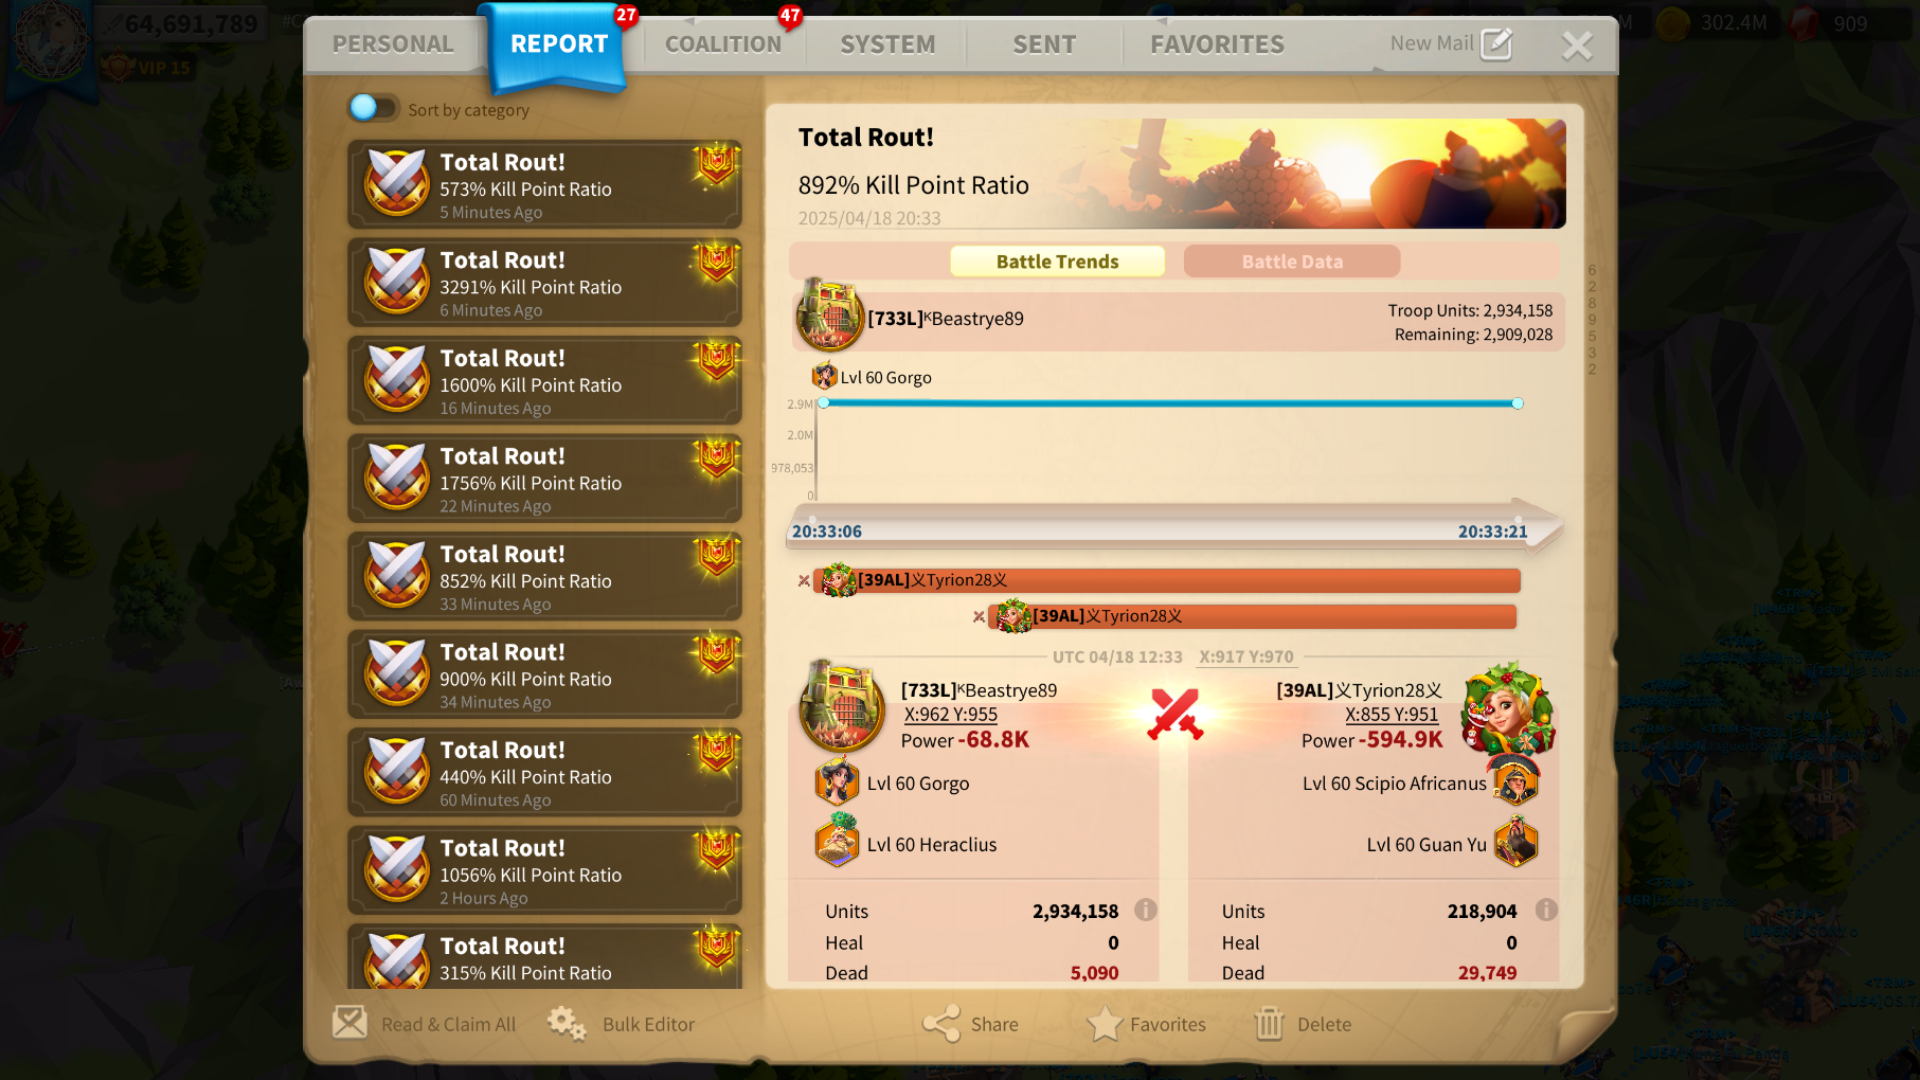 64,691,789
VIP 15
302.4M
909
PERSONAL
REPORT
27
COALITION
47
SYSTEM
SENT
FAVORITES
New Mail
Sort by category
Total Rout!
573% Kill Point Ratio
5 Minutes Ago
Total Rout!
3291% Kill Point Ratio
6 Minutes Ago
Total Rout!
1600% Kill Point Ratio
16 Minutes Ago
Total Rout!
1756% Kill Point Ratio
22 Minutes Ago
Total Rout!
852% Kill Point Ratio
33 Minutes Ago
Total Rout!
900% Kill Point Ratio
34 Minutes Ago
Total Rout!
440% Kill Point Ratio
60 Minutes Ago
Total Rout!
1056% Kill Point Ratio
2 Hours Ago
Total Rout!
315% Kill Point Ratio
Read & Claim All
Bulk Editor
Total Rout!
892% Kill Point Ratio
2025/04/18 20:33
Battle Trends
Battle Data
62895332
[733L]ᴷBeastrye89
Troop Units: 2,934,158
Remaining: 2,909,028
Lvl 60 Gorgo
2.9M
2.0M
978,053
0
20:33:06
20:33:21
[39AL]义Tyrion28义
[39AL]义Tyrion28义
UTC 04/18 12:33 X:917 Y:970
[733L]ᴷBeastrye89
X:962 Y:955
Power -68.8K
Lvl 60 Gorgo
Lvl 60 Heraclius
Units 2,934,158
Heal 0
Dead 5,090
[39AL]义Tyrion28义
X:855 Y:951
Power -594.9K
Lvl 60 Scipio Africanus
Lvl 60 Guan Yu
Units 218,904
Heal 0
Dead 29,749
Share
Favorites
Delete